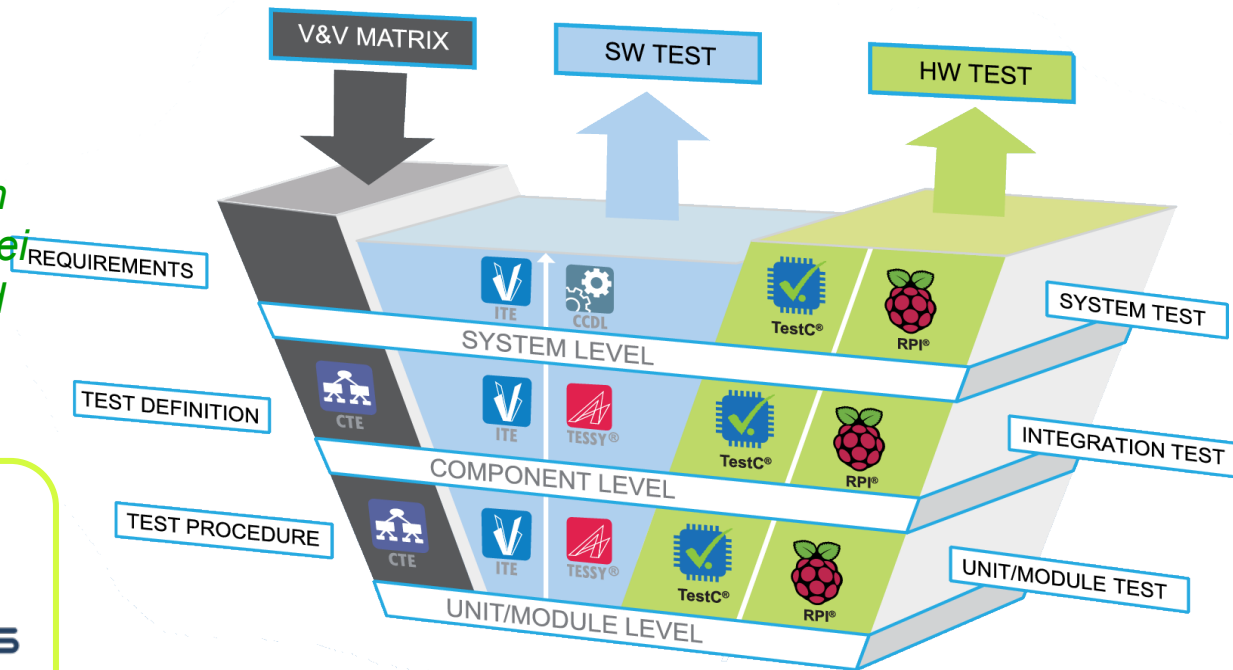 V&V MATRIX
SW TEST
HW TEST
ei
REQUIREMENTS
ITE
CCDL
TestC®
RPI®
SYSTEM TEST
SYSTEM LEVEL
TEST DEFINITION
CTE
ITE
TESSY®
TestC®
RPI®
INTEGRATION TEST
COMPONENT LEVEL
TEST PROCEDURE
CTE
ITE
TESSY®
TestC®
RPI®
UNIT/MODULE TEST
UNIT/MODULE LEVEL